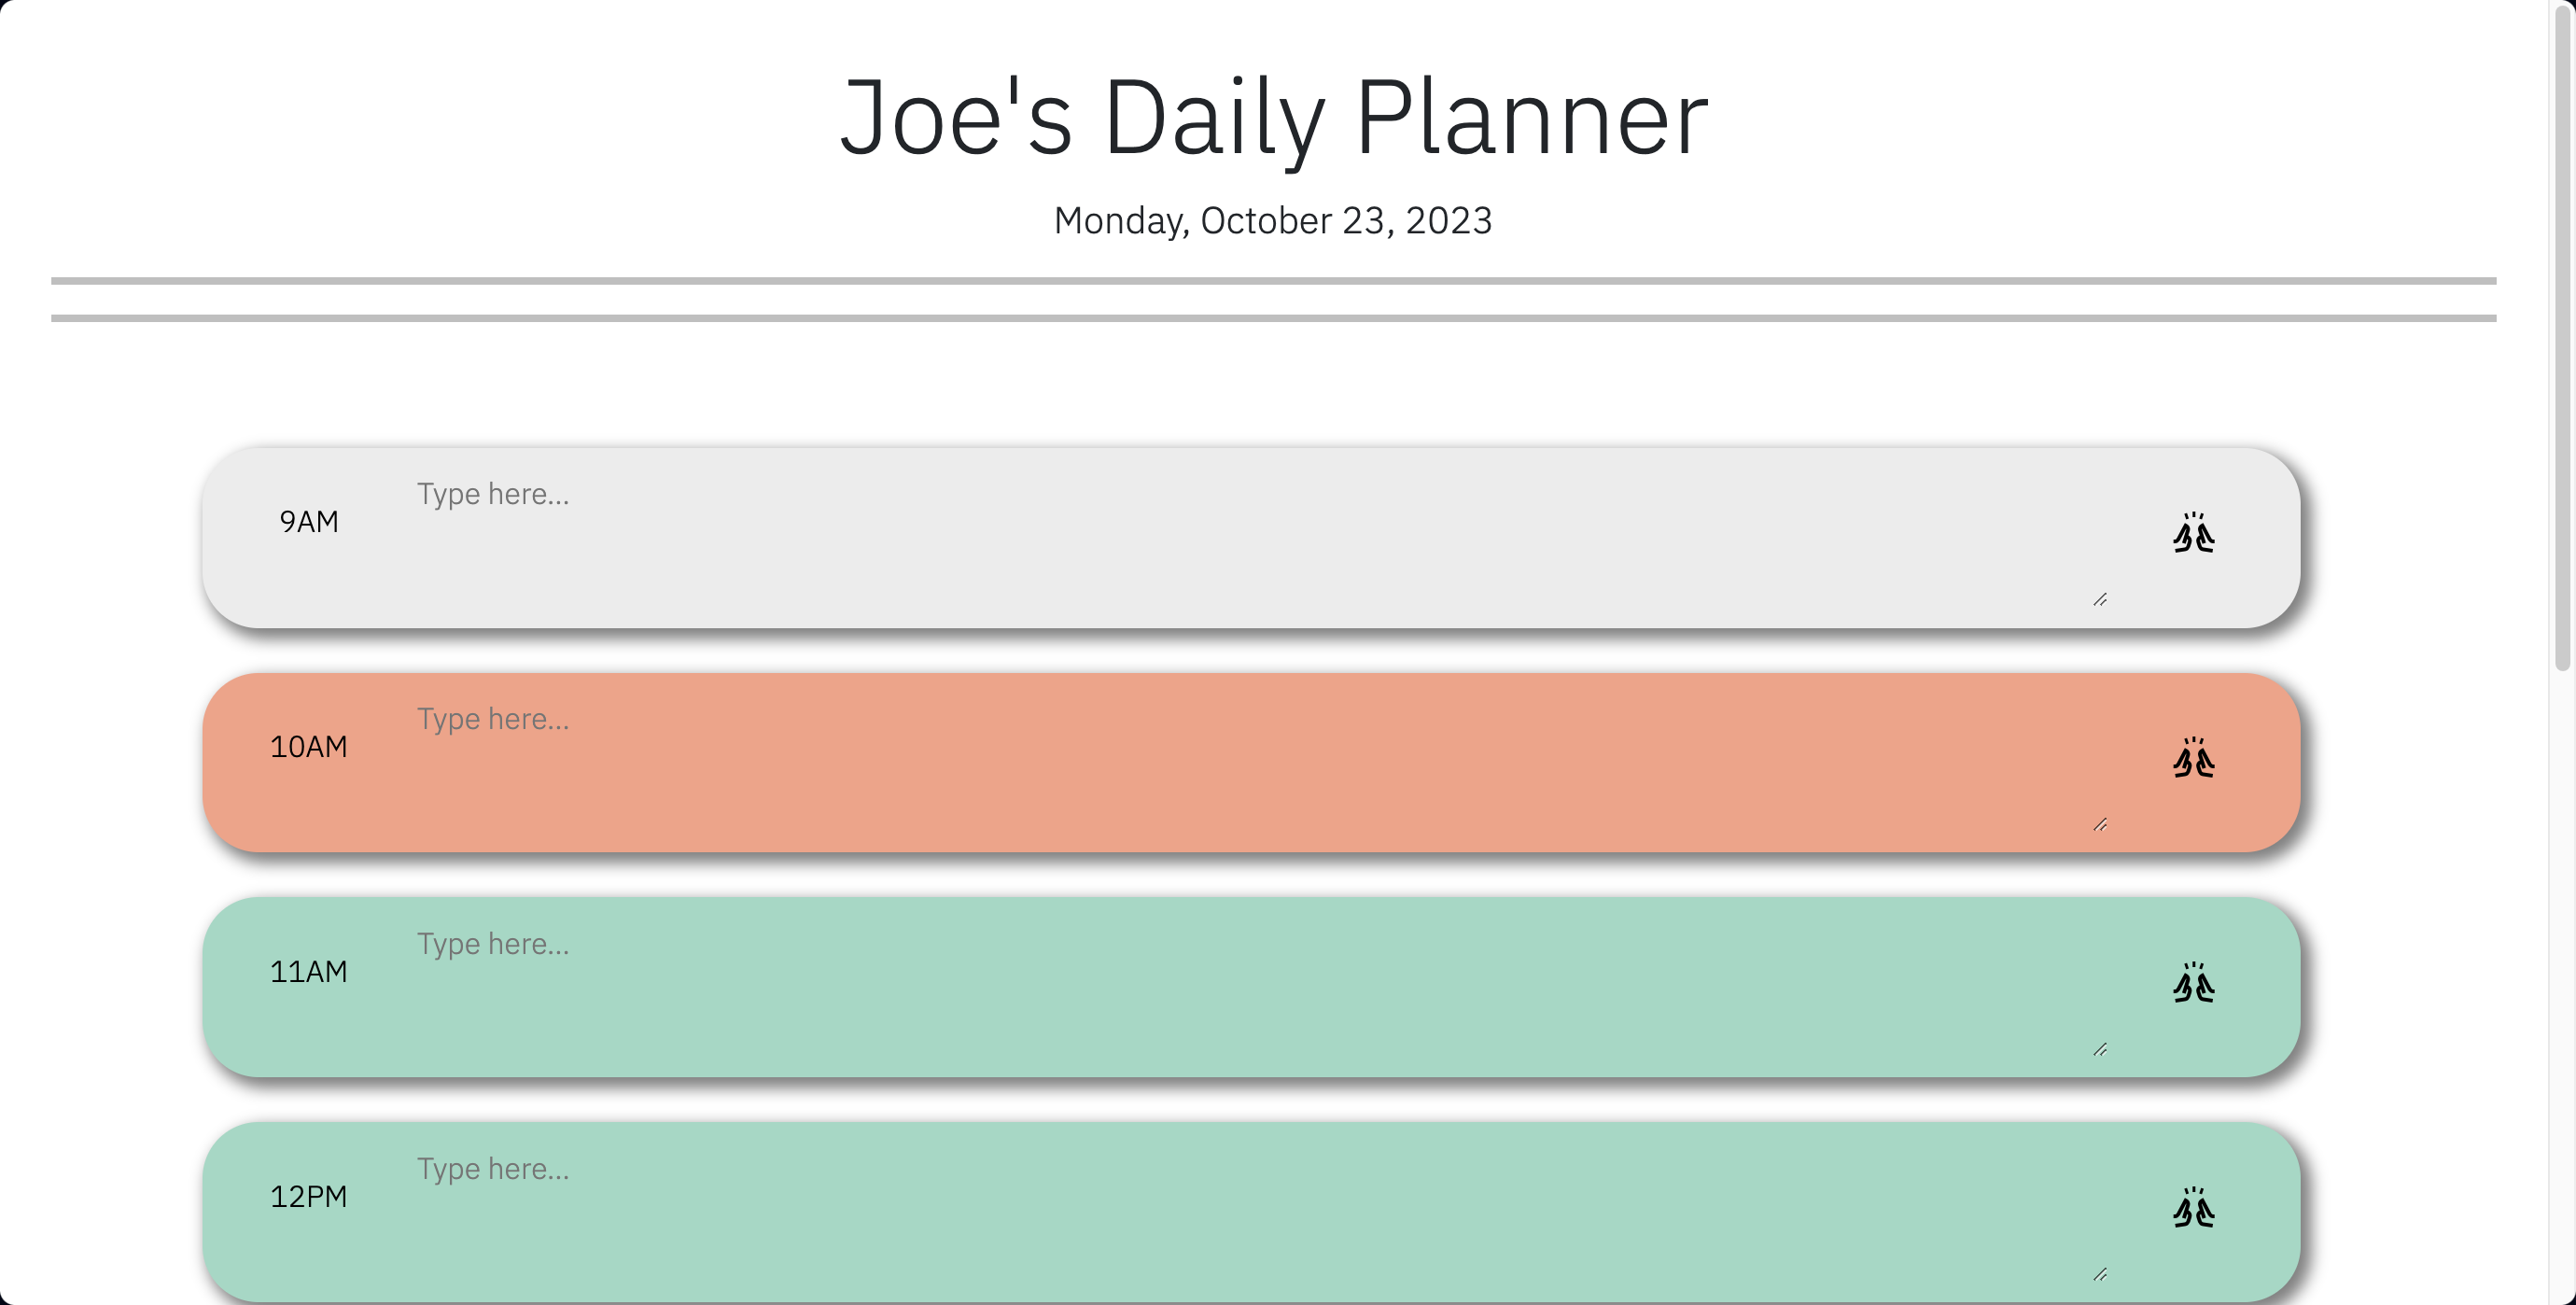 Joe's Daily Planner
Monday, October 23, 2023
Type here...
9AM
Type here...
10AM
Type here...
11AM
Type here...
12PM